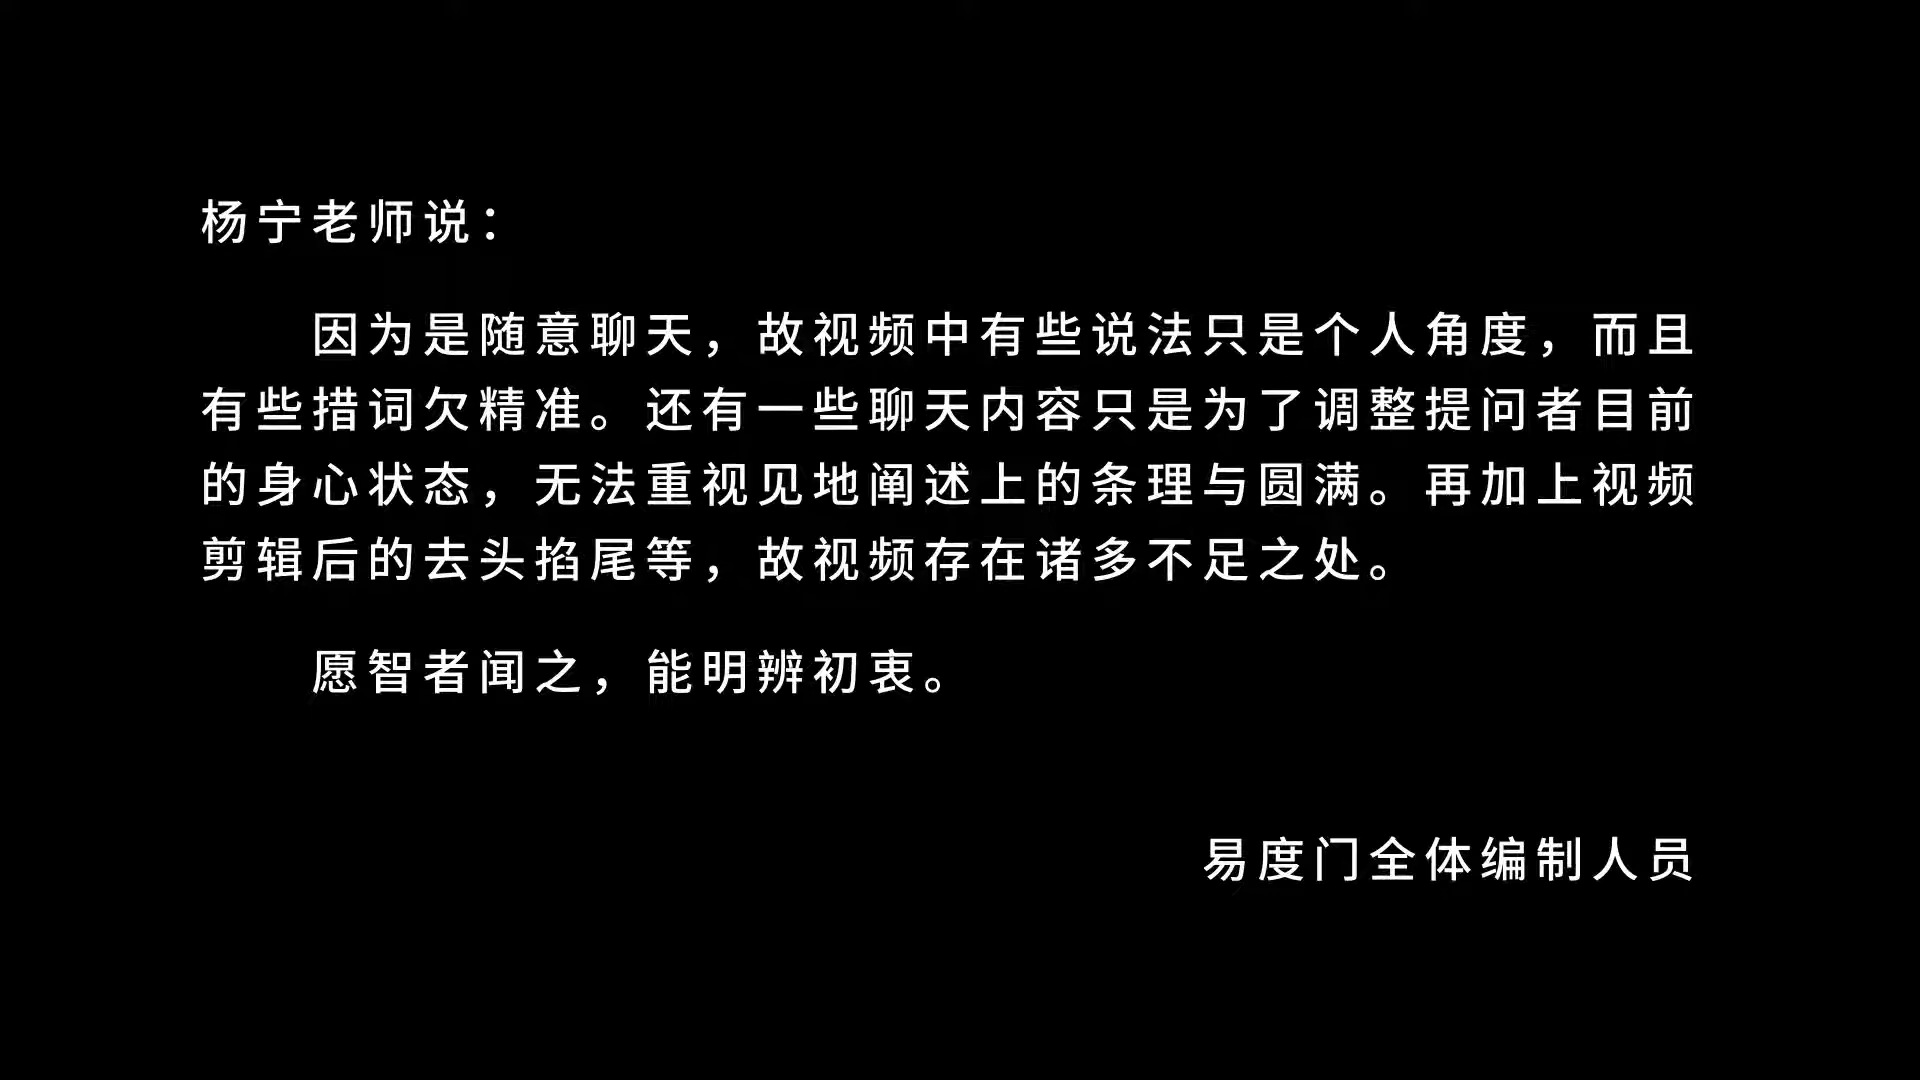 杨宁老师说：
因为是随意聊天，故视频中有些说法只是个人角度，而且
有些措词欠精准。还有一些聊天内容只是为了调整提问者目前
的身心状态，无法重视见地阐述上的条理与圆满。再加上视频
剪辑后的去头掐尾等，故视频存在诸多不足之处。
愿智者闻之，能明辨初衷。
易度门全体编制人员